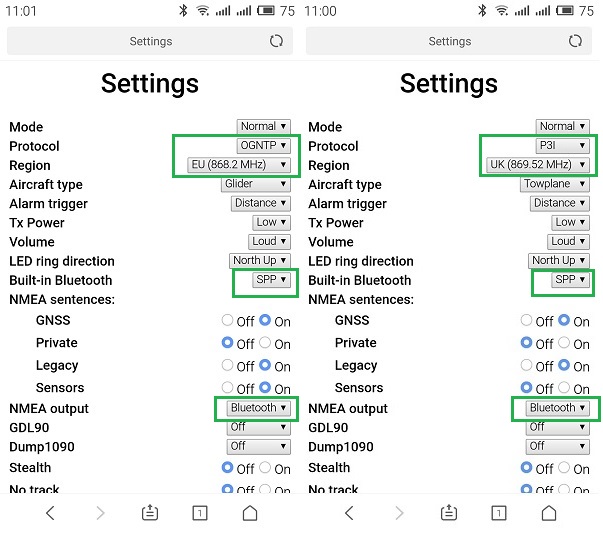 11:01 75
Settings
Settings
Mode Normal
Protocol OGNTP
Region EU (868.2 MHz)
Aircraft type Glider
Alarm trigger Distance
Tx Power Low
Volume Loud
LED ring direction North Up
Built-in Bluetooth SPP
NMEA sentences:
GNSS Off On
Private Off On
Legacy Off On
Sensors Off On
NMEA output Bluetooth
GDL90 Off
Dump1090 Off
Stealth Off On
No track Off On
1
11:00 75
Settings
Settings
Mode Normal
Protocol P3I
Region UK (869.52 MHz)
Aircraft type Towplane
Alarm trigger Distance
Tx Power Low
Volume Loud
LED ring direction North Up
Built-in Bluetooth SPP
NMEA sentences:
GNSS Off On
Private Off On
Legacy Off On
Sensors Off On
NMEA output Bluetooth
GDL90 Off
Dump1090 Off
Stealth Off On
No track Off On
1